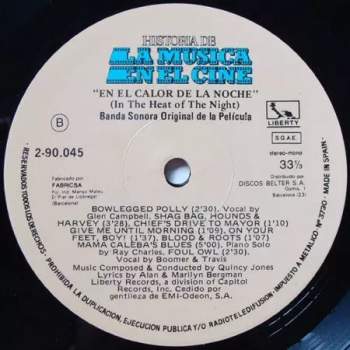 HISTORIA DE
LA MUSICA
EN EL CINE
"EN EL CALOR DE LA NOCHE"
(In The Heat of The Night)
Banda Sonora Original de la Película
LIBERTY
B
S.G.A.E.
2-90.045
stereo-mono
33⅓
Fabricado por
FABRICSA
(Barcelona)
Distribuido por
DISCOS BELTER S.A.
BOWLEGGED POLLY (2'30). Vocal by
Glen Campbell, SHAG BAG, HOUNDS &
HARVEY (3'28). CHIEF'S DRIVE TO MAYOR (1'10)
GIVE ME UNTIL MORNING (1'09). ON YOUR
FEET, BOY! (1'37). BLOOD & ROOTS (1'07)
MAMA CALEBA'S BLUES (5'00). Piano Solo
by Ray Charles, FOUL OWL (2'30).
Vocal by Boomer & Travis
Music Composed & Conducted by Quincy Jones
Lyrics by Alan & Marilyn Bergman
Liberty Records, a division of Capitol
Records, Inc. Cedido por
gentileza de EMI-Odeon, S.A.
- RESERVADOS TODOS LOS DERECHOS - PROHIBIDA LA DUPLICACION, EJECUCION PUBLICA Y/O RADIOTELEDIFUSION - IMPUESTO A METALICO Nº 3730 - MADE IN SPAIN -